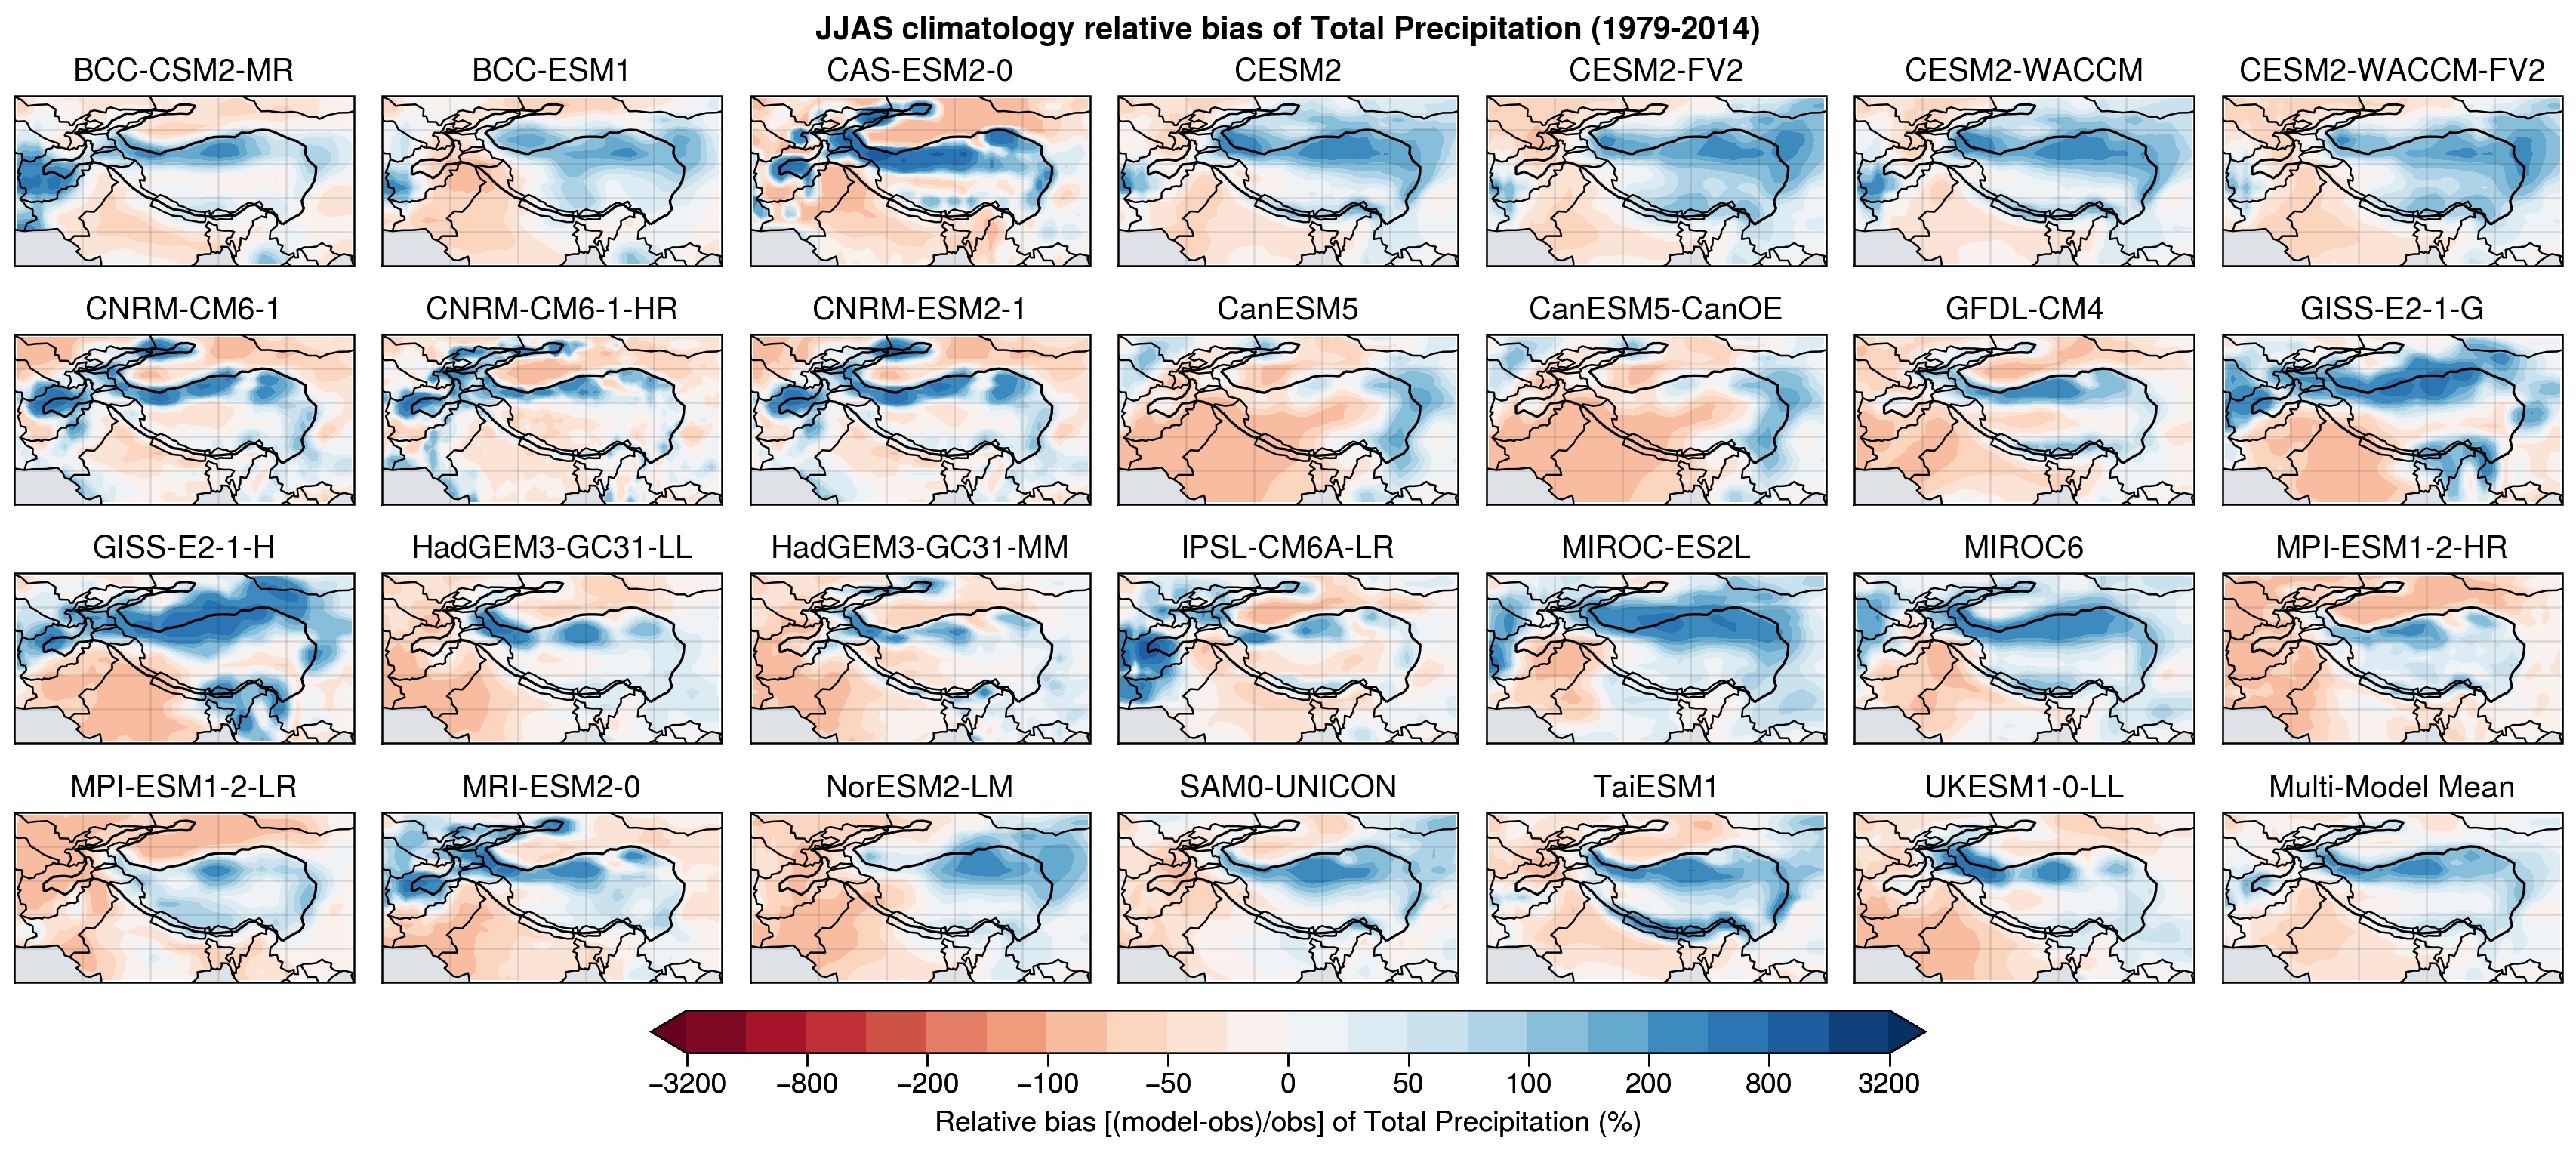 JJAS climatology relative bias of Total Precipitation (1979-2014)
BCC-CSM2-MR BCC-ESM1 CAS-ESM2-0 CESM2 CESM2-FV2 CESM2-WACCM CESM2-WACCM-FV2
CNRM-CM6-1 CNRM-CM6-1-HR CNRM-ESM2-1 CanESM5 CanESM5-CanOE GFDL-CM4 GISS-E2-1-G
GISS-E2-1-H HadGEM3-GC31-LL HadGEM3-GC31-MM IPSL-CM6A-LR MIROC-ES2L MIROC6 MPI-ESM1-2-HR
MPI-ESM1-2-LR MRI-ESM2-0 NorESM2-LM SAM0-UNICON TaiESM1 UKESM1-0-LL Multi-Model Mean
−3200 −800 −200 −100 −50 0 50 100 200 800 3200
Relative bias [(model-obs)/obs] of Total Precipitation (%)